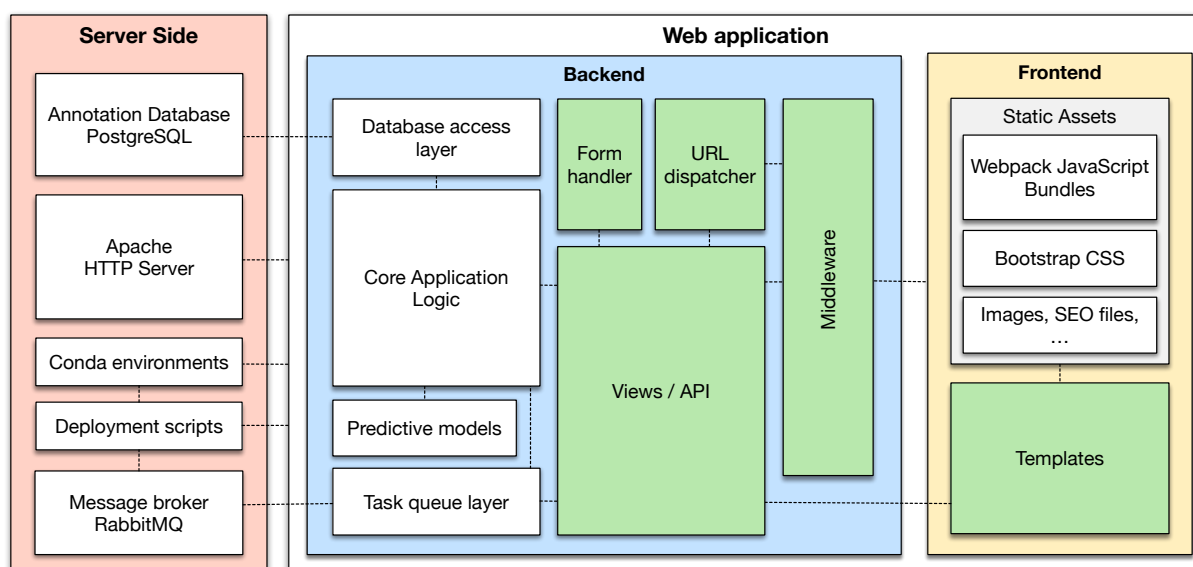 Server Side
Annotation Database
PostgreSQL
Apache
HTTP Server
Conda environments
Deployment scripts
Message broker
RabbitMQ
Web application
Backend
Database access
layer
Core Application
Logic
Predictive models
Task queue layer
Form
handler
URL
dispatcher
Views / API
Middleware
Frontend
Static Assets
Webpack JavaScript
Bundles
Bootstrap CSS
Images, SEO files,
…
Templates